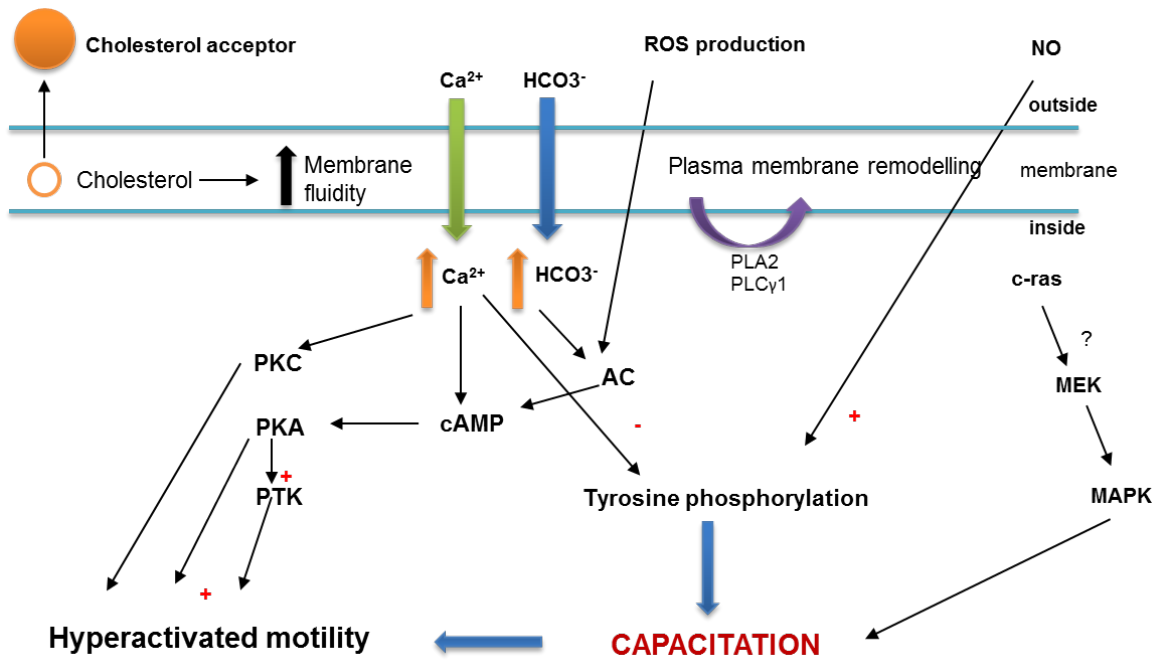 Cholesterol acceptor
ROS production
NO
Ca²⁺
HCO3⁻
outside
Cholesterol
Membrane
fluidity
Plasma membrane remodelling
membrane
inside
Ca²⁺
HCO3⁻
PLA2
PLCγ1
c-ras
?
PKC
AC
MEK
PKA
cAMP
-
+
+
PTK
Tyrosine phosphorylation
MAPK
+
Hyperactivated motility
CAPACITATION